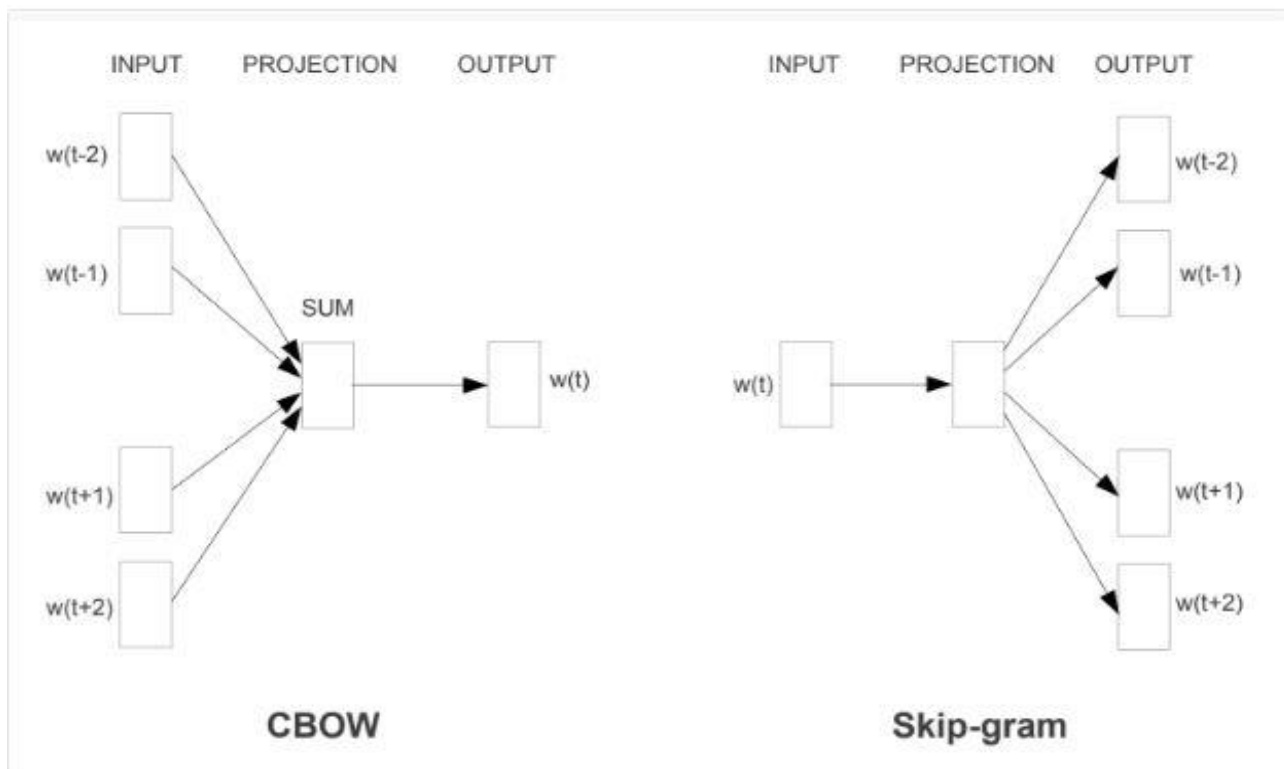 INPUT PROJECTION OUTPUT
w(t-2)
w(t-1)
SUM
w(t)
w(t+1)
w(t+2)
CBOW
INPUT PROJECTION OUTPUT
w(t-2)
w(t-1)
w(t)
w(t+1)
w(t+2)
Skip-gram